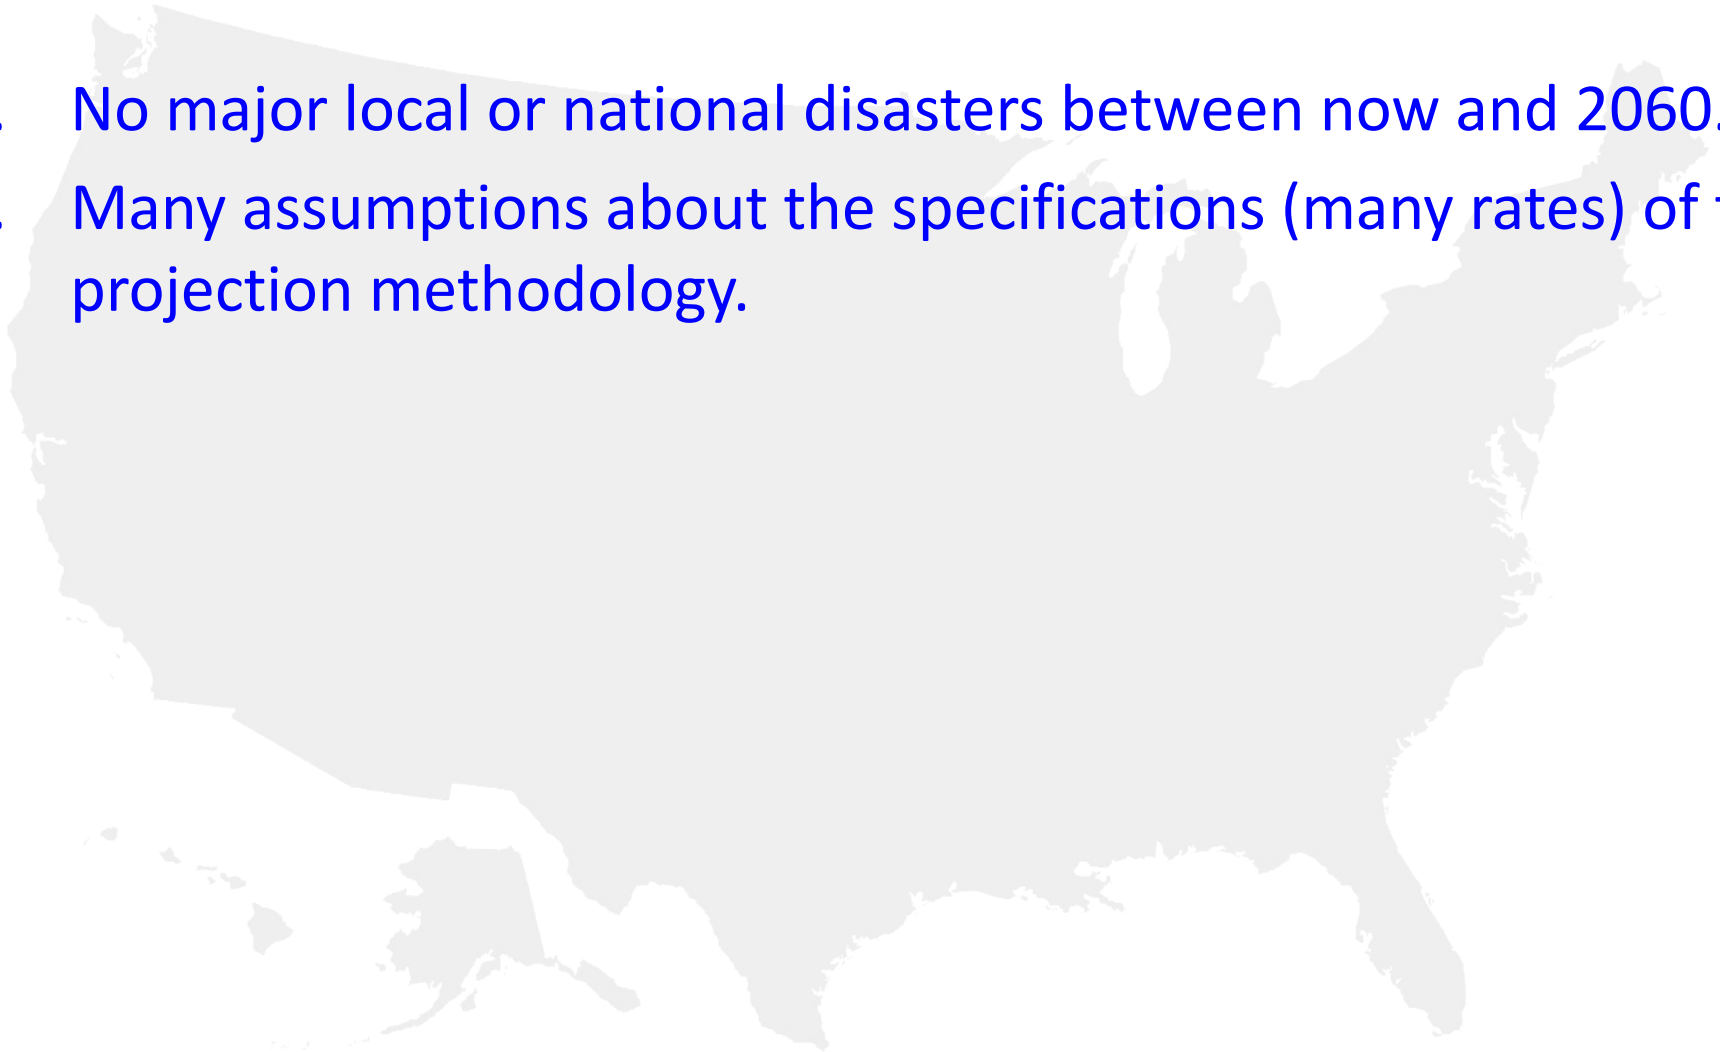 . No major local or national disasters between now and 2060.
. Many assumptions about the specifications (many rates) of
projection methodology.